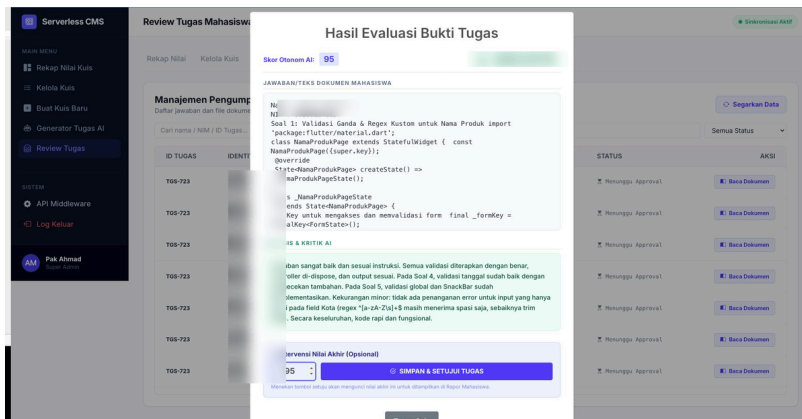 Serverless CMS
MAIN MENU
Rekap Nilai Kuis
Kelola Kuis
Buat Kuis Baru
Generator Tugas AI
Review Tugas
SISTEM
API Middleware
Log Keluar
AM
Pak Ahmad
Super Admin
Review Tugas Mahasiswa
Sinkronisasi Aktif
Rekap Nilai Kelola Kuis
Manajemen Pengump
Daftar jawaban dan file dokume
Segarkan Data
Cari nama / NIM / ID Tugas...
Semua Status
ID TUGAS IDENTI STATUS AKSI
TGS-723 Menunggu Approval Baca Dokumen
TGS-723 Menunggu Approval Baca Dokumen
TGS-723 Menunggu Approval Baca Dokumen
TGS-723 Menunggu Approval Baca Dokumen
TGS-723 Menunggu Approval Baca Dokumen
TGS-723 Menunggu Approval Baca Dokumen
TGS-723 Menunggu Approval Baca Dokumen
Hasil Evaluasi Bukti Tugas
Skor Otonom AI: 95
JAWABAN/TEKS DOKUMEN MAHASISWA
Soal 1: Validasi Ganda & Regex Kustom untuk Nama Produk import
'package:flutter/material.dart';
class NamaProdukPage extends StatefulWidget { const
NamaProdukPage({super.key});
@override
State<NamaProdukPage> createState() =>
maProdukPageState();
s _NamaProdukPageState
ends State<NamaProdukPage> {
Key untuk mengakses dan memvalidasi form final _formKey =
alKey<FormState>();
IS & KRITIK AI
ban sangat baik dan sesuai instruksi. Semua validasi diterapkan dengan benar,
roller di-dispose, dan output sesuai. Pada Soal 4, validasi tanggal sudah baik dengan
ecekan tambahan. Pada Soal 5, validasi global dan SnackBar sudah
plementasikan. Kekurangan minor: tidak ada penanganan error untuk input yang hanya
i pada field Kota (regex ^[a-zA-Z\s]+$ masih menerima spasi saja, sebaiknya trim
. Secara keseluruhan, kode rapi dan fungsional.
tervensi Nilai Akhir (Opsional)
95
SIMPAN & SETUJUI TUGAS
Menekan tombol setuju akan mengunci nilai akhir ini untuk ditampilkan di Rapor Mahasiswa.